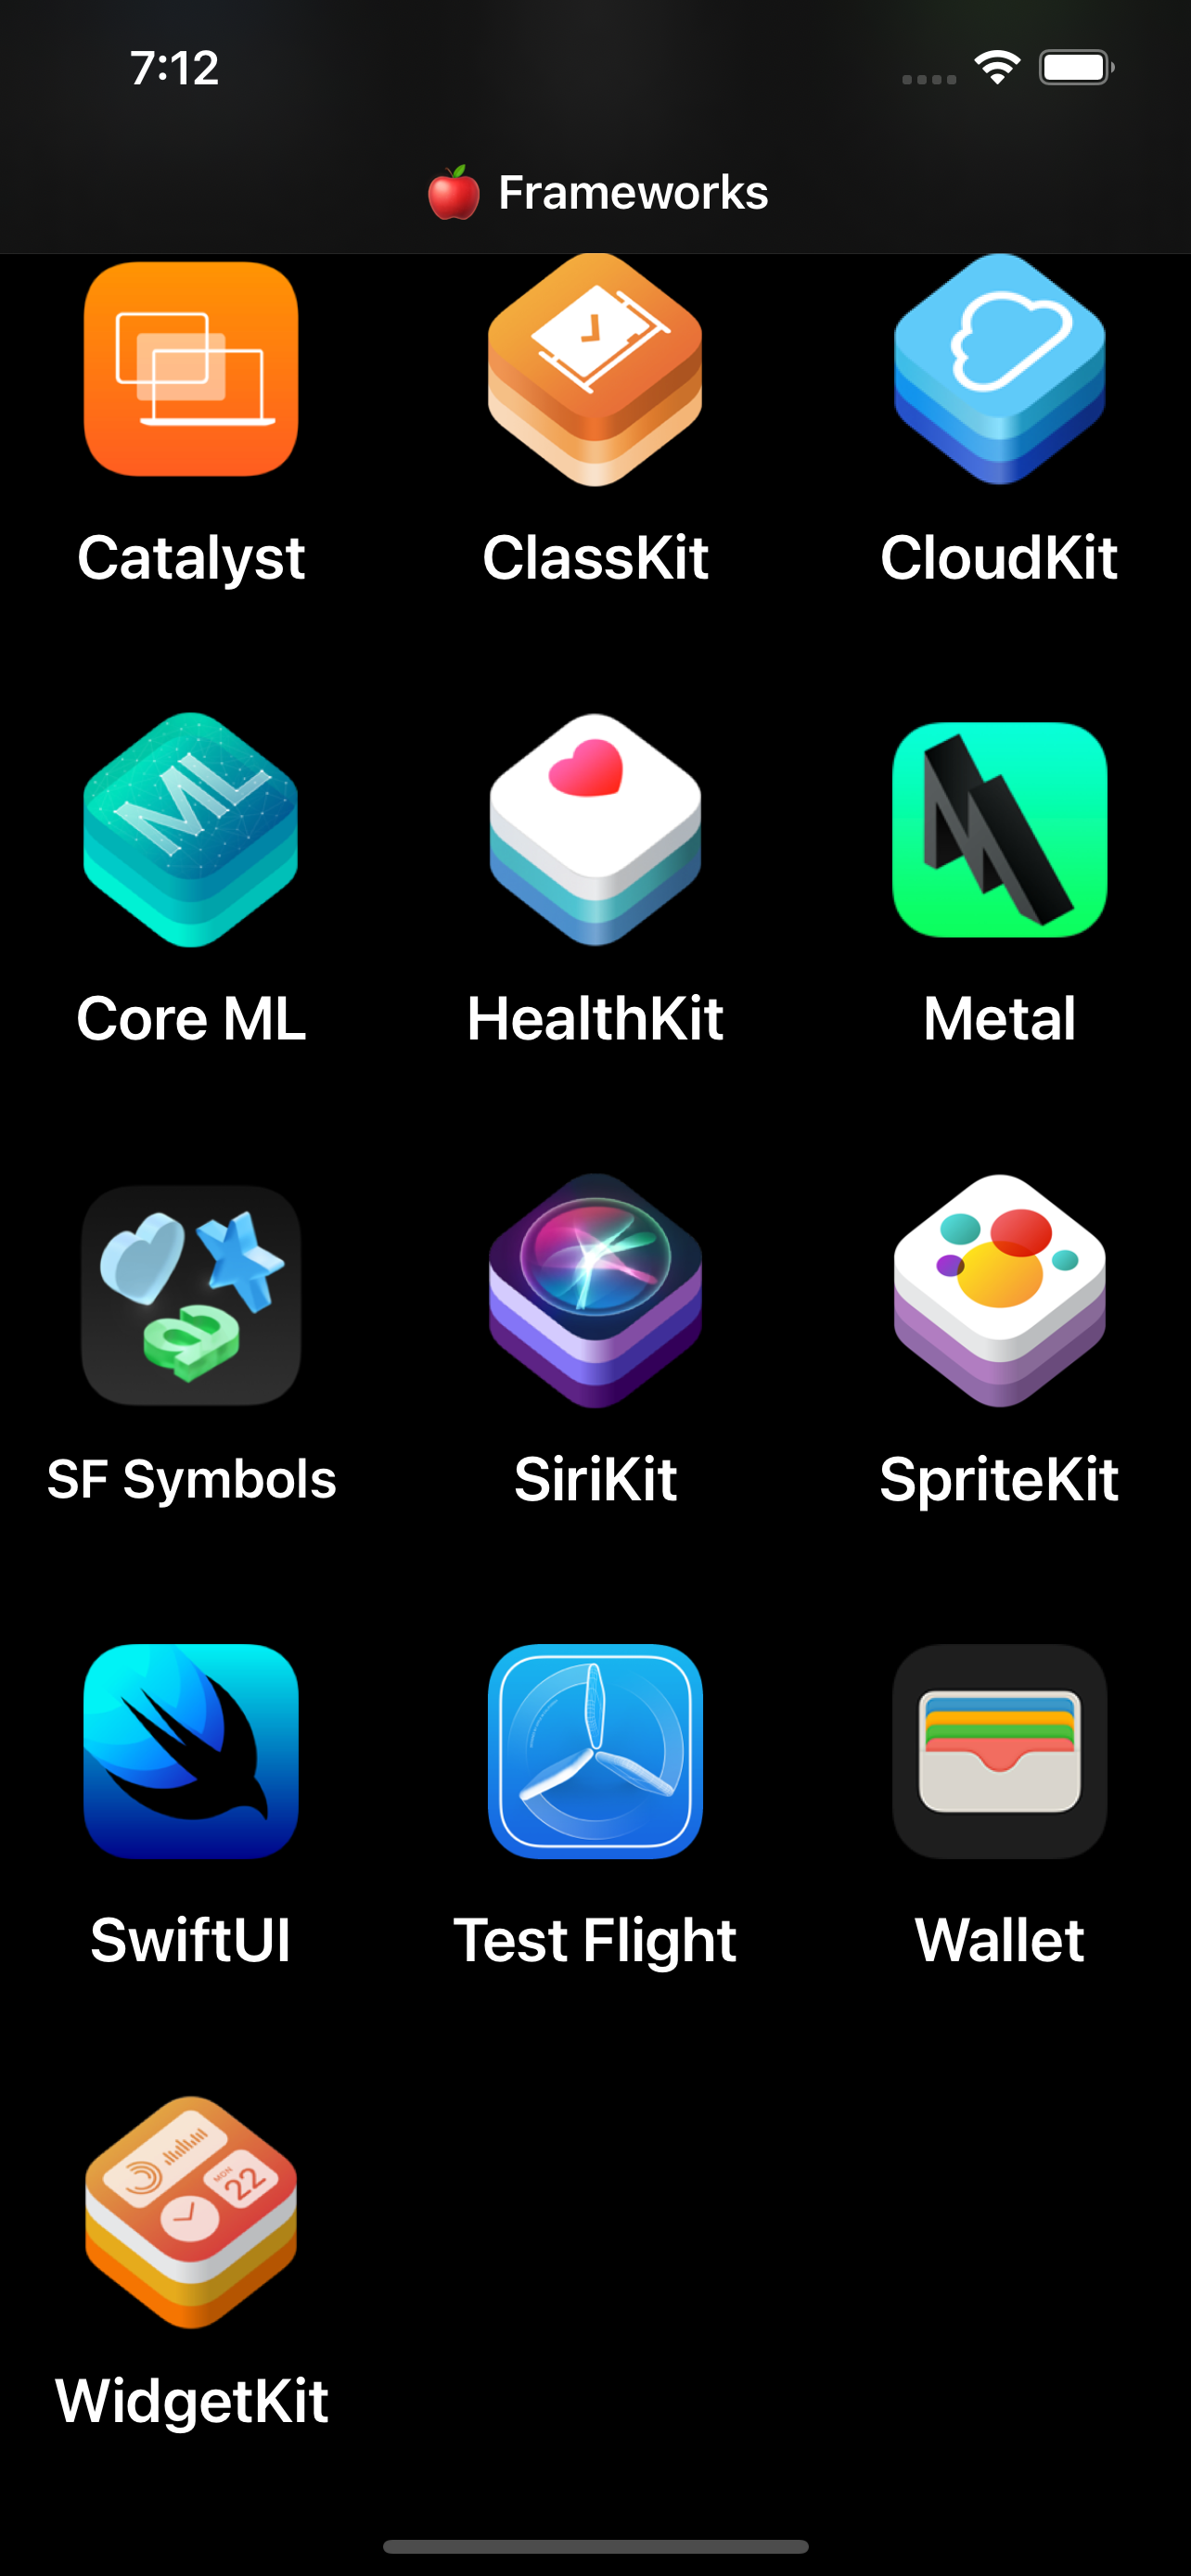 7:12
🍎 Frameworks
Catalyst ClassKit CloudKit
ML
Core ML HealthKit Metal
a
SF Symbols SiriKit SpriteKit
SwiftUI Test Flight Wallet
MON
22
WidgetKit